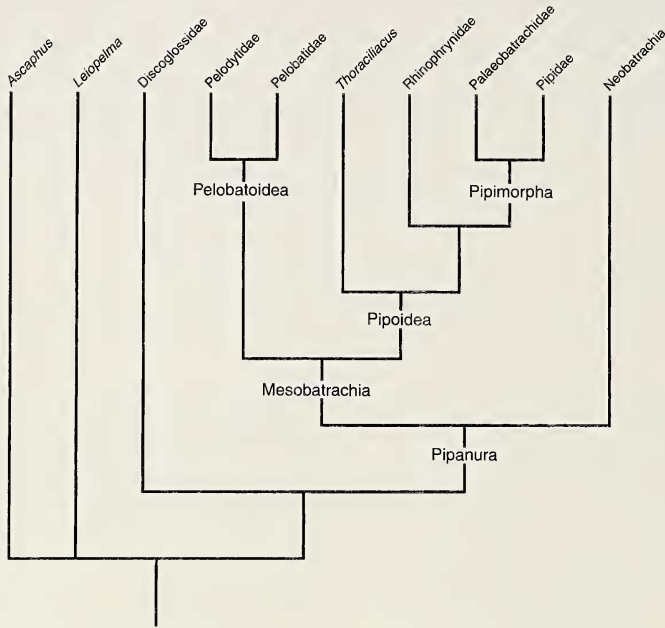 Ascaphus
Leiopelma
Discoglossidae
Pelodytidae
Pelobatidae
Thoraciliacus
Rhinophrynidae
Palaeobatrachidae
Pipidae
Neobatrachia
Pelobatoidea
Pipimorpha
Pipoidea
Mesobatrachia
Pipanura